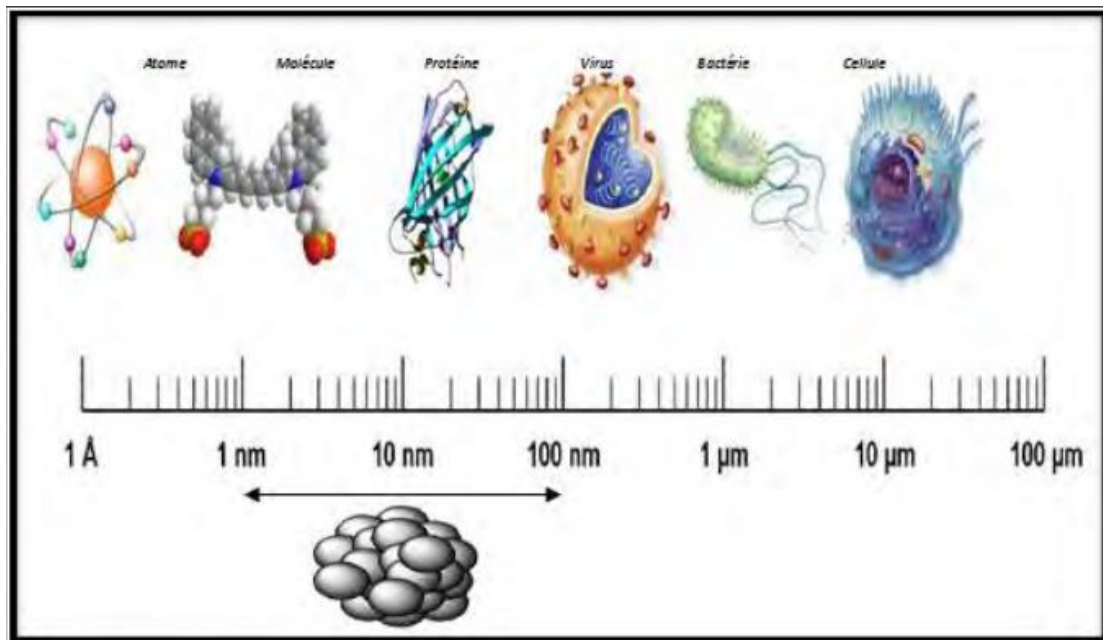 Atome Molécule Protéine Virus Bactérie Cellule
1 Å 1 nm 10 nm 100 nm 1 µm 10 µm 100 µm